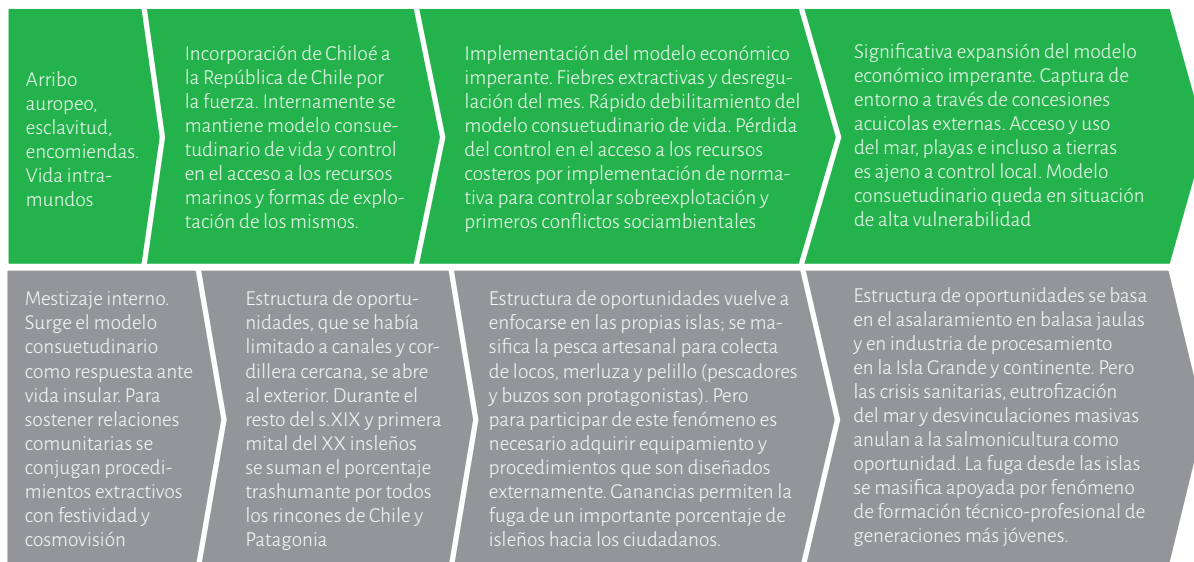 Arribo
auropeo,
esclavitud,
encomiendas.
Vida intra-
mundos
Incorporación de Chiloé a
la República de Chile por
la fuerza. Internamente se
mantiene modelo consue-
tudinario de vida y control
en el acceso a los recursos
marinos y formas de explo-
tación de los mismos.
Implementación del modelo económico
imperante. Fiebres extractivas y desregu-
lación del mes. Rápido debilitamiento del
modelo consuetudinario de vida. Pérdida
del control en el acceso a los recursos
costeros por implementación de norma-
tiva para controlar sobreexplotación y
primeros conflictos sociambientales
Significativa expansión del modelo
económico imperante. Captura de
entorno a través de concesiones
acuicolas externas. Acceso y uso
del mar, playas e incluso a tierras
es ajeno a control local. Modelo
consuetudinario queda en situación
de alta vulnerabilidad
Mestizaje interno.
Surge el modelo
consuetudinario
como respuesta ante
vida insular. Para
sostener relaciones
comunitarias se
conjugan procedi-
mientos extractivos
con festividad y
cosmovisión
Estructura de oportu-
nidades, que se había
limitado a canales y cor-
dillera cercana, se abre
al exterior. Durante el
resto del s.XIX y primera
mital del XX insleños
se suman el porcentaje
trashumante por todos
los rincones de Chile y
Patagonia
Estructura de oportunidades vuelve a
enfocarse en las propias islas; se ma-
sifica la pesca artesanal para colecta
de locos, merluza y pelillo (pescadores
y buzos son protagonistas). Pero
para participar de este fenómeno es
necesario adquirir equipamiento y
procedimientos que son diseñados
externamente. Ganancias permiten la
fuga de un importante porcentaje de
isleños hacia los ciudadanos.
Estructura de oportunidades se basa
en el asalaramiento en balasa jaulas
y en industria de procesamiento
en la Isla Grande y continente. Pero
las crisis sanitarias, eutrofización
del mar y desvinculaciones masivas
anulan a la salmonicultura como
oportunidad. La fuga desde las islas
se masifica apoyada por fenómeno
de formación técnico-profesional de
generaciones más jóvenes.